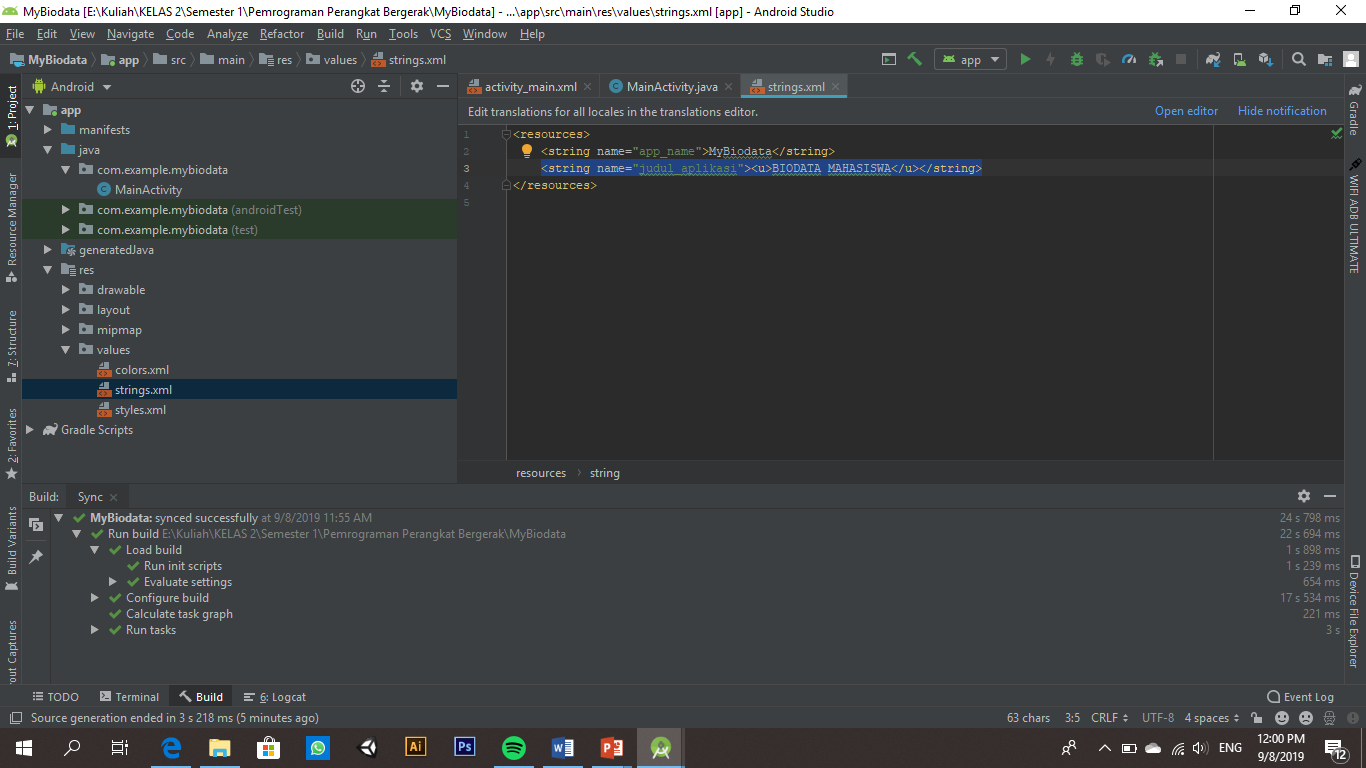 MyBiodata [E:\Kuliah\KELAS 2\Semester 1\Pemrograman Perangkat Bergerak\MyBiodata] - ...\app\src\main\res\values\strings.xml [app] - Android Studio
File Edit View Navigate Code Analyze Refactor Build Run Tools VCS Window Help
MyBiodata app src main res values strings.xml
app
Android
activity_main.xml
MainActivity.java
strings.xml
Edit translations for all locales in the translations editor.
Open editor
Hide notification
1: Project
Resource Manager
7: Structure
2: Favorites
Build Variants
out Captures
Gradle
WIFI ADB ULTIMATE
Device File Explorer
app
manifests
java
com.example.mybiodata
MainActivity
com.example.mybiodata (androidTest)
com.example.mybiodata (test)
generatedJava
res
drawable
layout
mipmap
values
colors.xml
strings.xml
styles.xml
Gradle Scripts
1 <resources>
2 <string name="app_name">MyBiodata</string>
3 <string name="judul_aplikasi"><u>BIODATA MAHASISWA</u></string>
4 </resources>
5
resources string
Build: Sync
MyBiodata: synced successfully at 9/8/2019 11:55 AM 24 s 798 ms
Run build E:\Kuliah\KELAS 2\Semester 1\Pemrograman Perangkat Bergerak\MyBiodata 22 s 694 ms
Load build 1 s 898 ms
Run init scripts 1 s 239 ms
Evaluate settings 654 ms
Configure build 17 s 534 ms
Calculate task graph 221 ms
Run tasks 3 s
TODO Terminal Build 6: Logcat Event Log
Source generation ended in 3 s 218 ms (5 minutes ago) 63 chars 3:5 CRLF UTF-8 4 spaces
Ai Ps
ENG
12:00 PM
9/8/2019
12